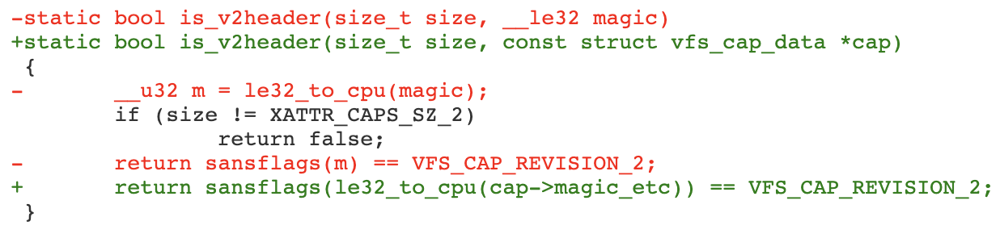 -static bool is_v2header(size_t size, __le32 magic)
+static bool is_v2header(size_t size, const struct vfs_cap_data *cap)
 {
-       __u32 m = le32_to_cpu(magic);
        if (size != XATTR_CAPS_SZ_2)
                return false;
-       return sansflags(m) == VFS_CAP_REVISION_2;
+       return sansflags(le32_to_cpu(cap->magic_etc)) == VFS_CAP_REVISION_2;
 }